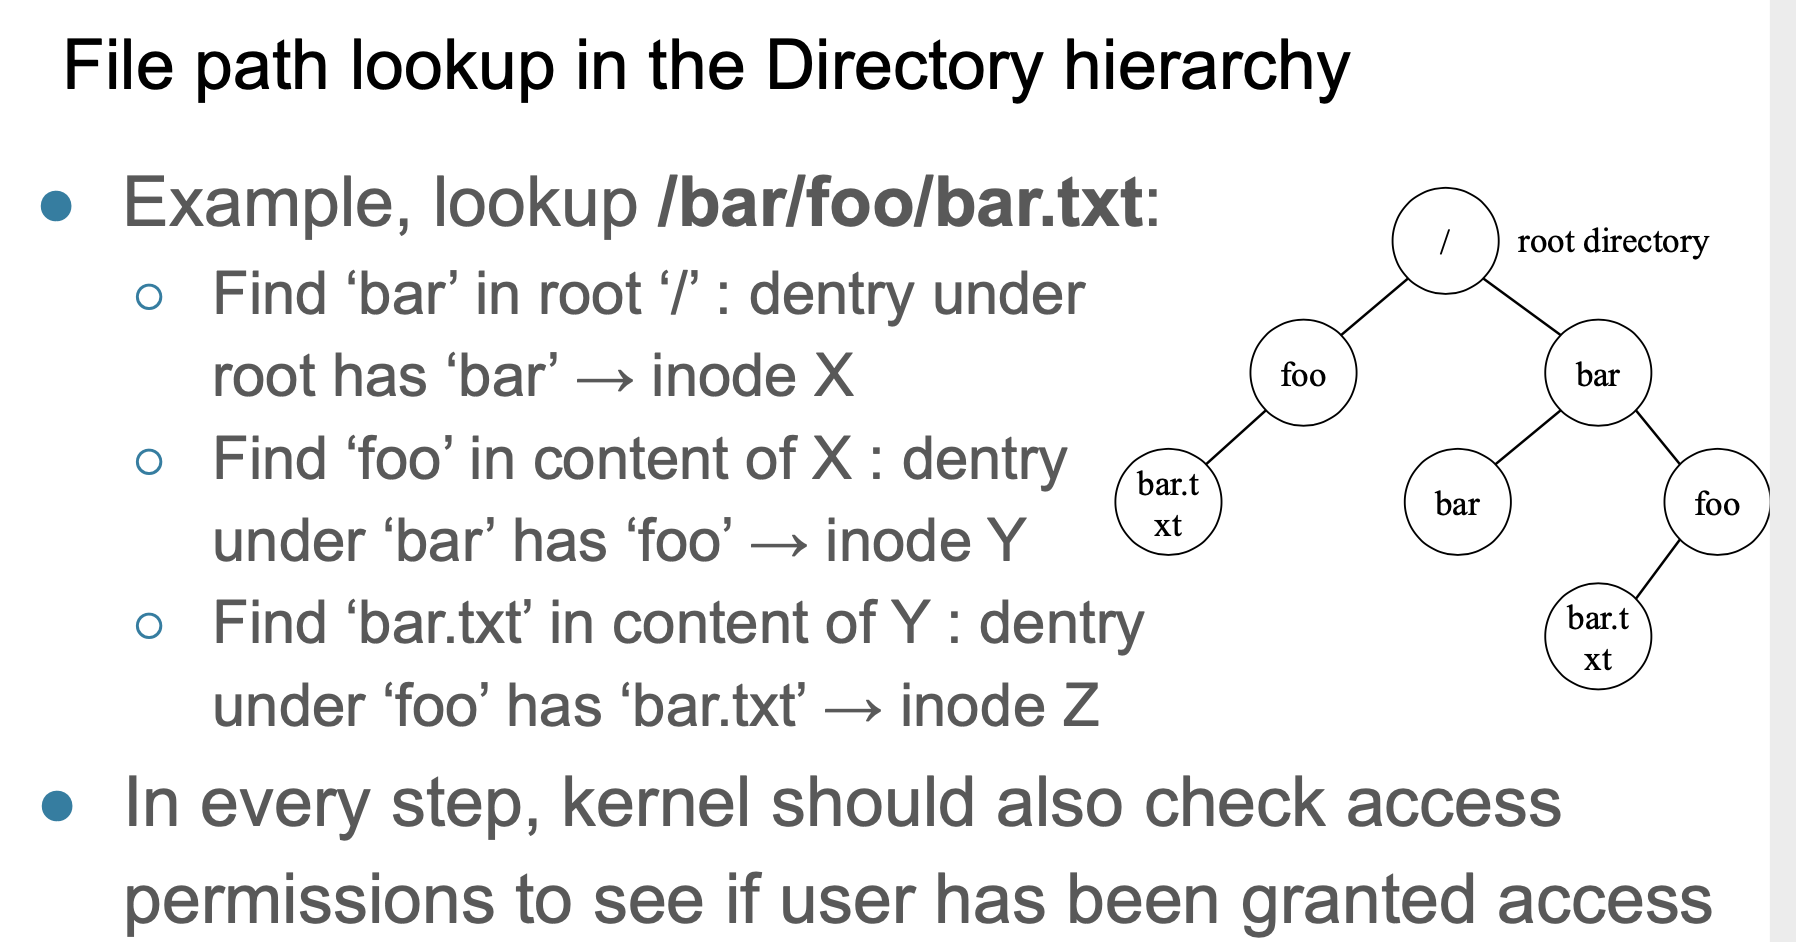 File path lookup in the Directory hierarchy
● Example, lookup /bar/foo/bar.txt:
○ Find ‘bar’ in root ‘/’ : dentry under
root has ‘bar’ → inode X
○ Find ‘foo’ in content of X : dentry
under ‘bar’ has ‘foo’ → inode Y
○ Find ‘bar.txt’ in content of Y : dentry
under ‘foo’ has ‘bar.txt’ → inode Z
● In every step, kernel should also check access
permissions to see if user has been granted access
/
root directory
foo
bar
bar.t
xt
bar
foo
bar.t
xt